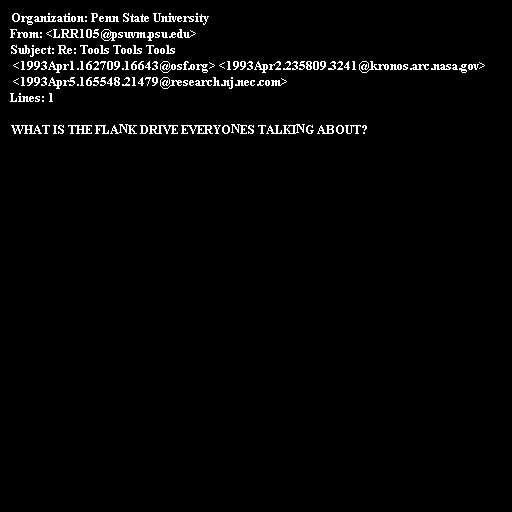 Organization: Penn State University
From: <LRR105@psuvm.psu.edu>
Subject: Re: Tools Tools Tools
<1993Apr1.162709.16643@osf.org> <1993Apr2.235809.3241@kronos.arc.nasa.gov>
<1993Apr5.165548.21479@research.nj.nec.com>
Lines: 1

WHAT IS THE FLANK DRIVE EVERYONES TALKING ABOUT?